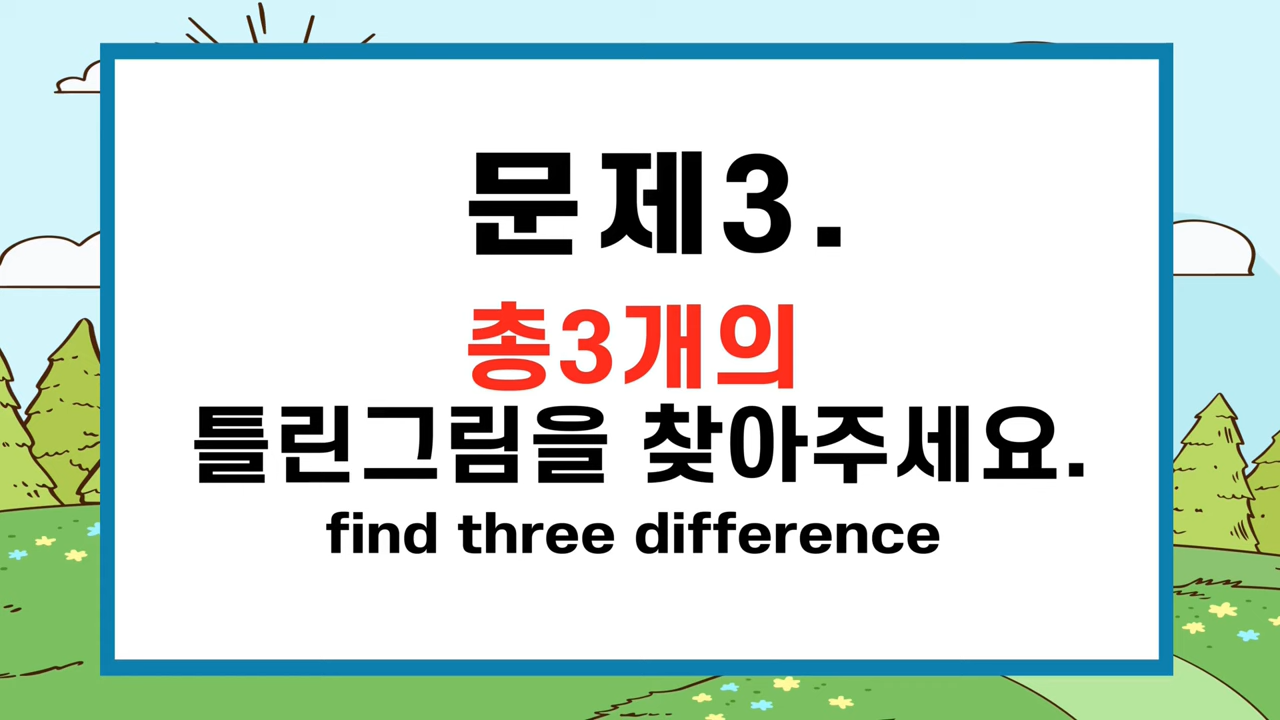 문제3.
총3개의
틀린그림을 찾아주세요.
find three difference